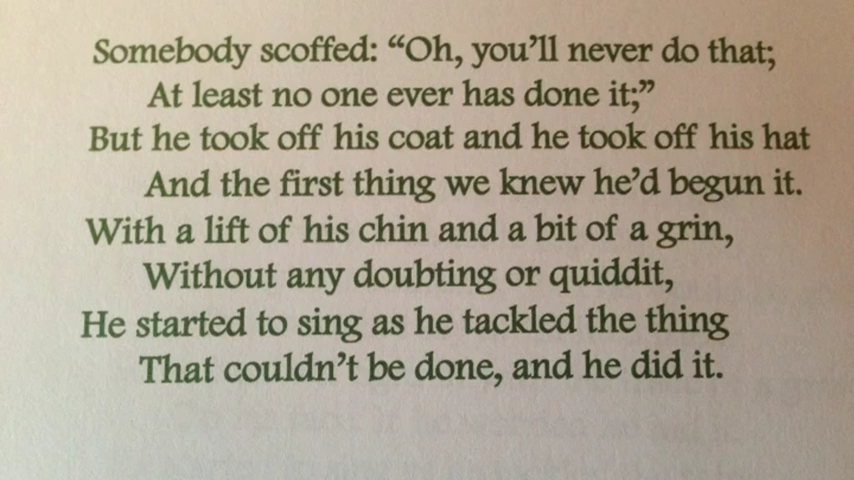 Somebody scoffed: “Oh, you’ll never do that;
At least no one ever has done it;”
But he took off his coat and he took off his hat
And the first thing we knew he’d begun it.
With a lift of his chin and a bit of a grin,
Without any doubting or quiddit,
He started to sing as he tackled the thing
That couldn’t be done, and he did it.